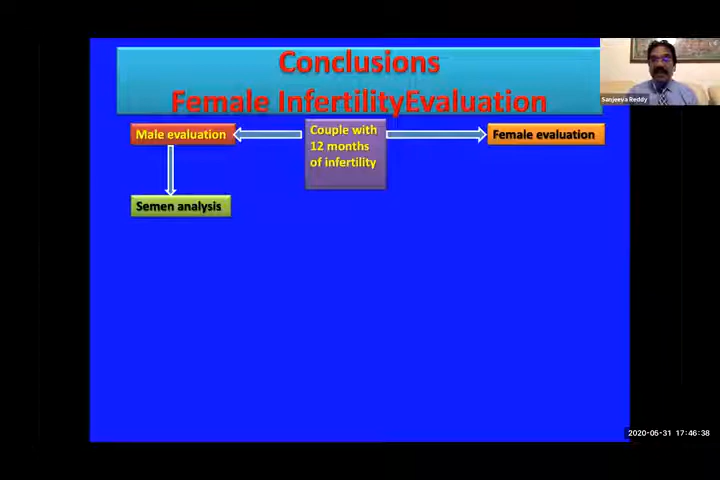 Conclusions
Female InfertilityEvaluation
Sanjeeva Reddy
Male evaluation
Couple with
12 months
of infertility
Female evaluation
Semen analysis
2020-05-31 17:46:38